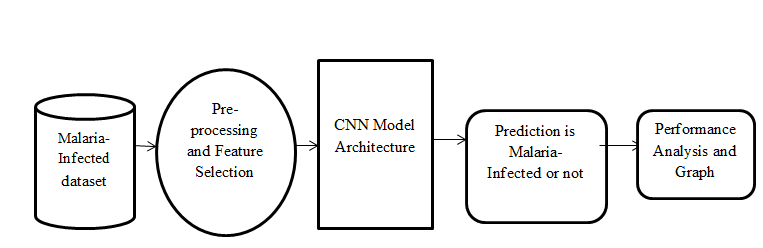 Malaria-
Infected
dataset
Pre-
processing
and Feature
Selection
CNN Model
Architecture
Prediction is
Malaria-
Infected or not
Performance
Analysis and
Graph